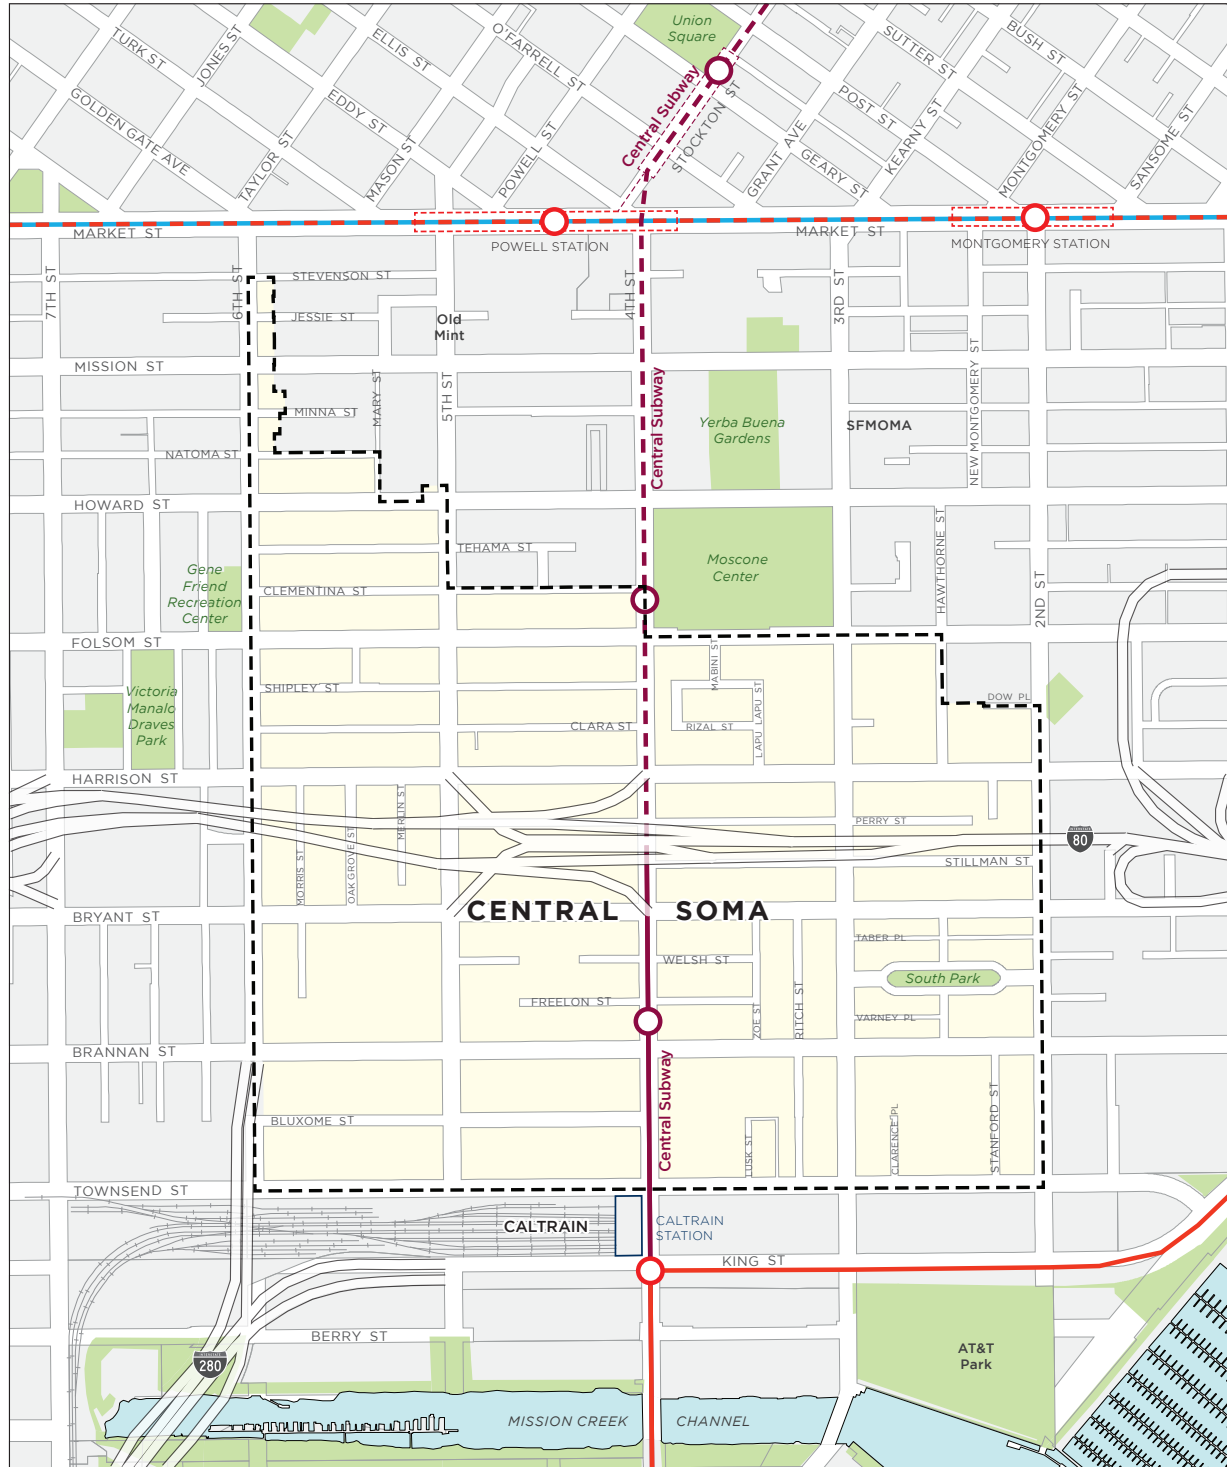 Union
Square
TURK ST
JONES ST
ELLIS ST
O'FARRELL ST
SUTTER ST
BUSH ST
GOLDEN GATE AVE
EDDY ST
Central Subway
STOCKTON ST
POST ST
KEARNY ST
MONTGOMERY ST
SANSOME ST
TAYLOR ST
MASON ST
POWELL ST
GRANT AVE
GEARY ST
MARKET ST
POWELL STATION
MARKET ST
MONTGOMERY STATION
7TH ST
6TH ST
STEVENSON ST
4TH ST
3RD ST
JESSIE ST
Old
Mint
MISSION ST
MARY ST
5TH ST
MINNA ST
Central Subway
Yerba Buena
Gardens
SFMOMA
NEW MONTGOMERY ST
NATOMA ST
HOWARD ST
TEHAMA ST
Moscone
Center
HAWTHORNE ST
2ND ST
Gene
Friend
Recreation
Center
CLEMENTINA ST
FOLSOM ST
MABINI ST
SHIPLEY ST
LAPU LAPU ST
DOW PL
Victoria
Manalo
Draves
Park
CLARA ST
RIZAL ST
HARRISON ST
MERLIN ST
PERRY ST
INTERSTATE
80
MORRIS ST
OAK GROVE ST
STILLMAN ST
CENTRAL SOMA
BRYANT ST
TABER PL
WELSH ST
South Park
FREELON ST
ZOE ST
RITCH ST
VARNEY PL
BRANNAN ST
Central Subway
BLUXOME ST
LUSK ST
CLARENCE PL
STANFORD ST
TOWNSEND ST
CALTRAIN
CALTRAIN
STATION
KING ST
BERRY ST
INTERSTATE
280
AT&T
Park
MISSION CREEK CHANNEL